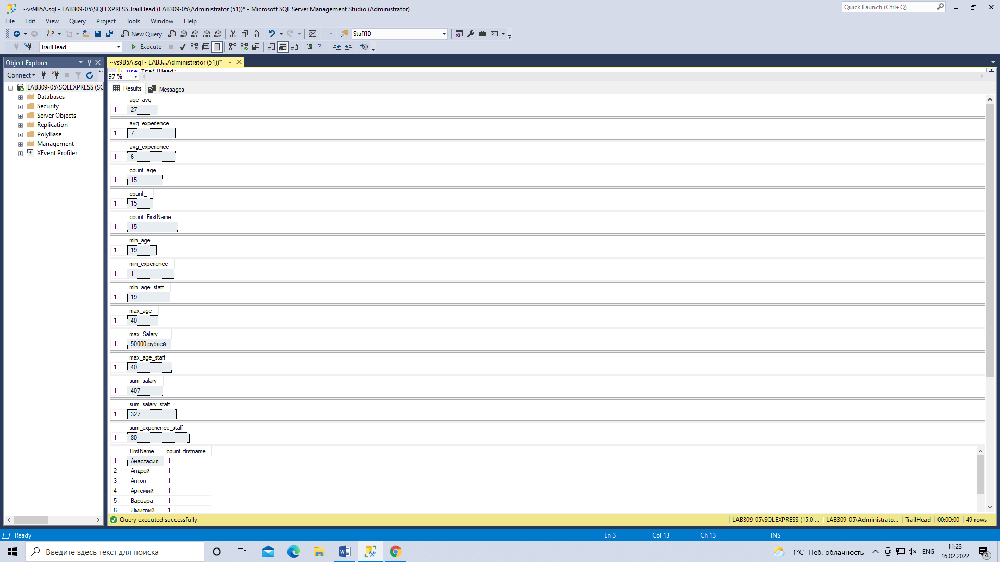 ~vs9B5A.sql - LAB309-05\SQLEXPRESS.TrailHead (LAB309-05\Administrator (51))* - Microsoft SQL Server Management Studio (Administrator)
Quick Launch (Ctrl+Q)
File Edit View Query Project Tools Window Help
New Query MDX DMX XMLA DAX StaffID
TrailHead Execute
Object Explorer
~vs9B5A.sql - LAB3...Administrator (51))*
Connect
use TrailHead;
97 %
LAB309-05\SQLEXPRESS (SQ
Databases
Security
Server Objects
Replication
PolyBase
Management
XEvent Profiler
Results Messages
age_avg
1 27
avg_experience
1 7
avg_experience
1 6
count_age
1 15
count_
1 15
count_FirstName
1 15
min_age
1 19
min_experience
1 1
min_age_staff
1 19
max_age
1 40
max_Salary
1 50000 рублей
max_age_staff
1 40
sum_salary
1 407
sum_salary_staff
1 327
sum_experience_staff
1 80
FirstName count_firstname
1 Анастасия 1
2 Андрей 1
3 Антон 1
4 Артемий 1
5 Варвара 1
6 Дмитрий 1
Query executed successfully.
LAB309-05\SQLEXPRESS (15.0 ... LAB309-05\Administrato... TrailHead 00:00:00 49 rows
Ready Ln 3 Col 13 Ch 13 INS
Введите здесь текст для поиска
-1°C Неб. облачность ENG
11:23
16.02.2022
4